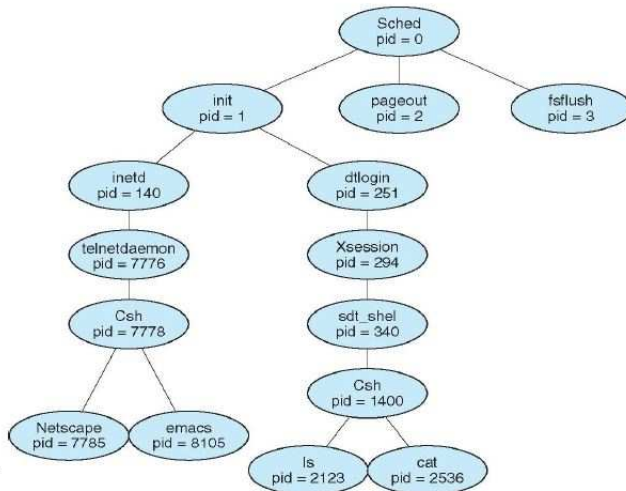 Sched
pid = 0
init
pid = 1
pageout
pid = 2
fsflush
pid = 3
inetd
pid = 140
dtlogin
pid = 251
telnetdaemon
pid = 7776
Xsession
pid = 294
Csh
pid = 7778
sdt_shel
pid = 340
Csh
pid = 1400
Netscape
pid = 7785
emacs
pid = 8105
ls
pid = 2123
cat
pid = 2536